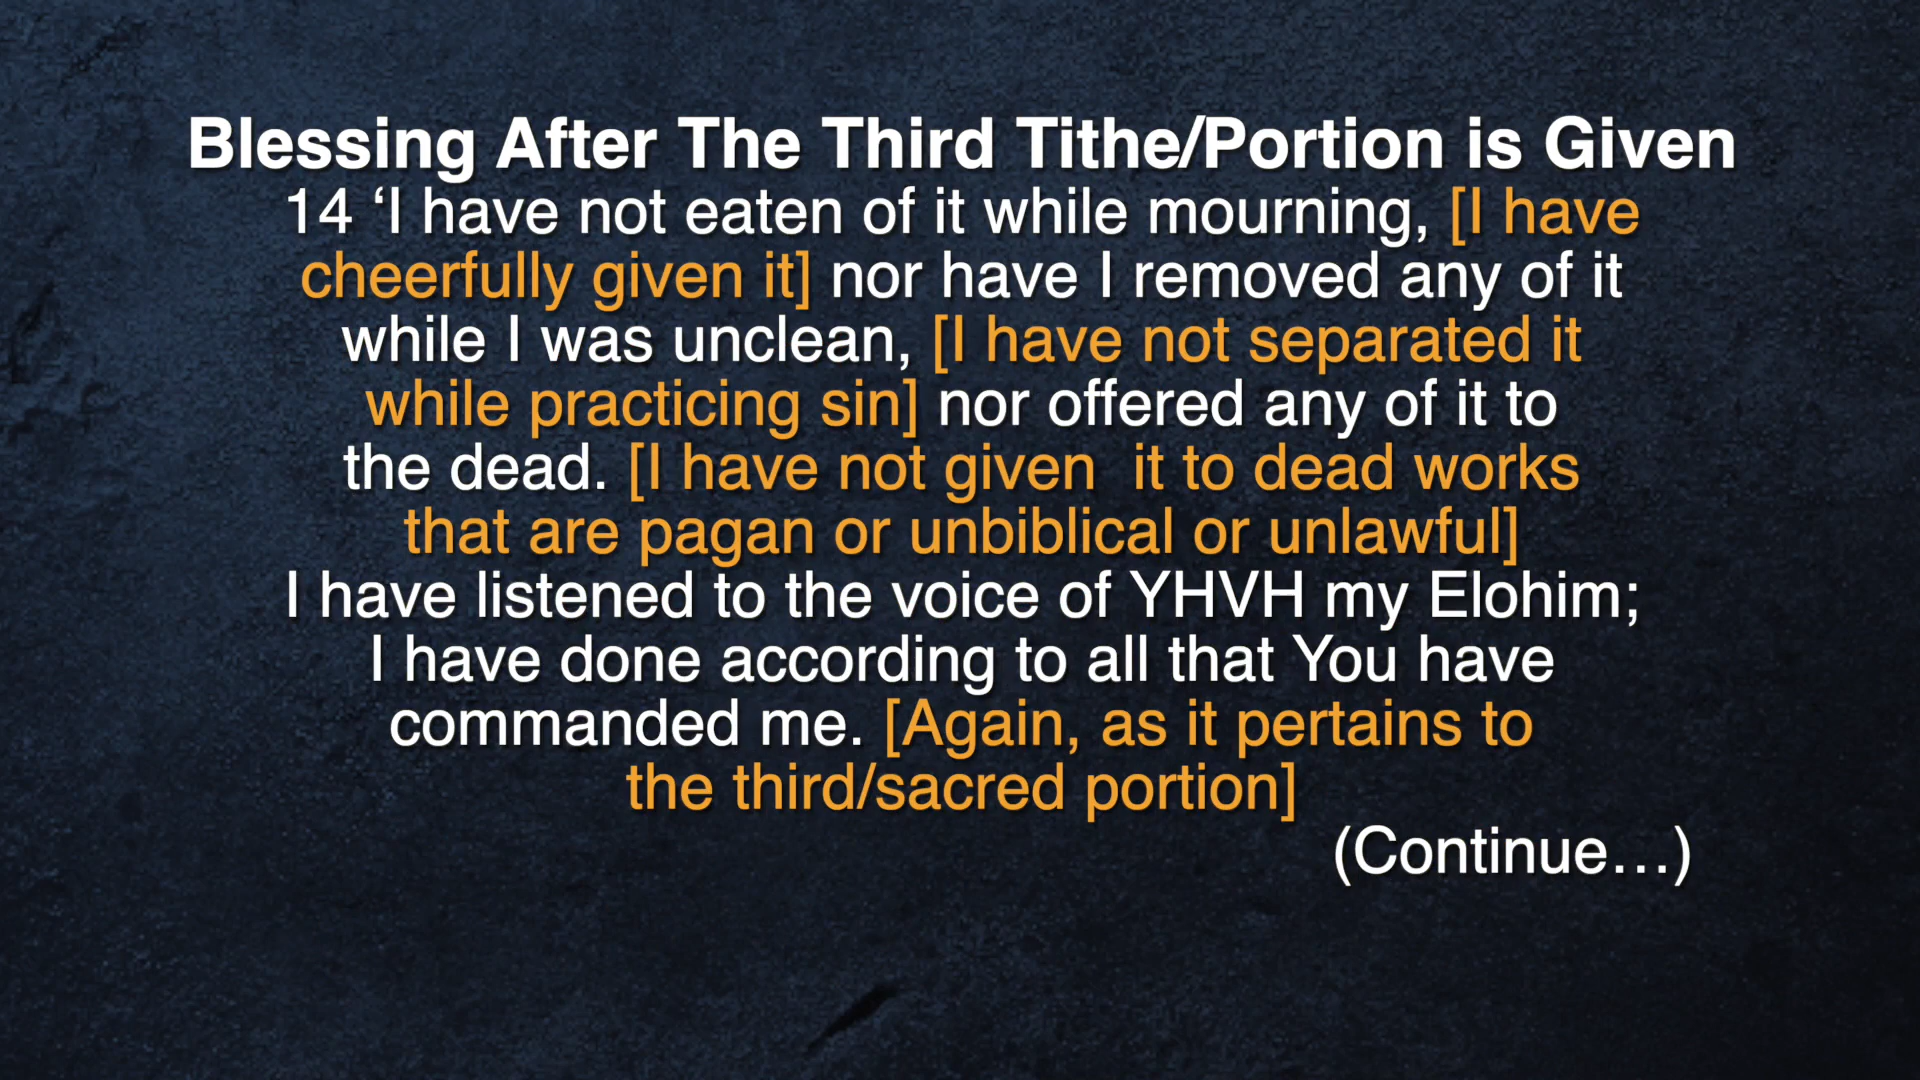 Blessing After The Third Tithe/Portion is Given
14 ‘I have not eaten of it while mourning, [I have
cheerfully given it] nor have I removed any of it
while I was unclean, [I have not separated it
while practicing sin] nor offered any of it to
the dead. [I have not given  it to dead works
that are pagan or unbiblical or unlawful]
I have listened to the voice of YHVH my Elohim;
I have done according to all that You have
commanded me. [Again, as it pertains to
the third/sacred portion]
(Continue…)